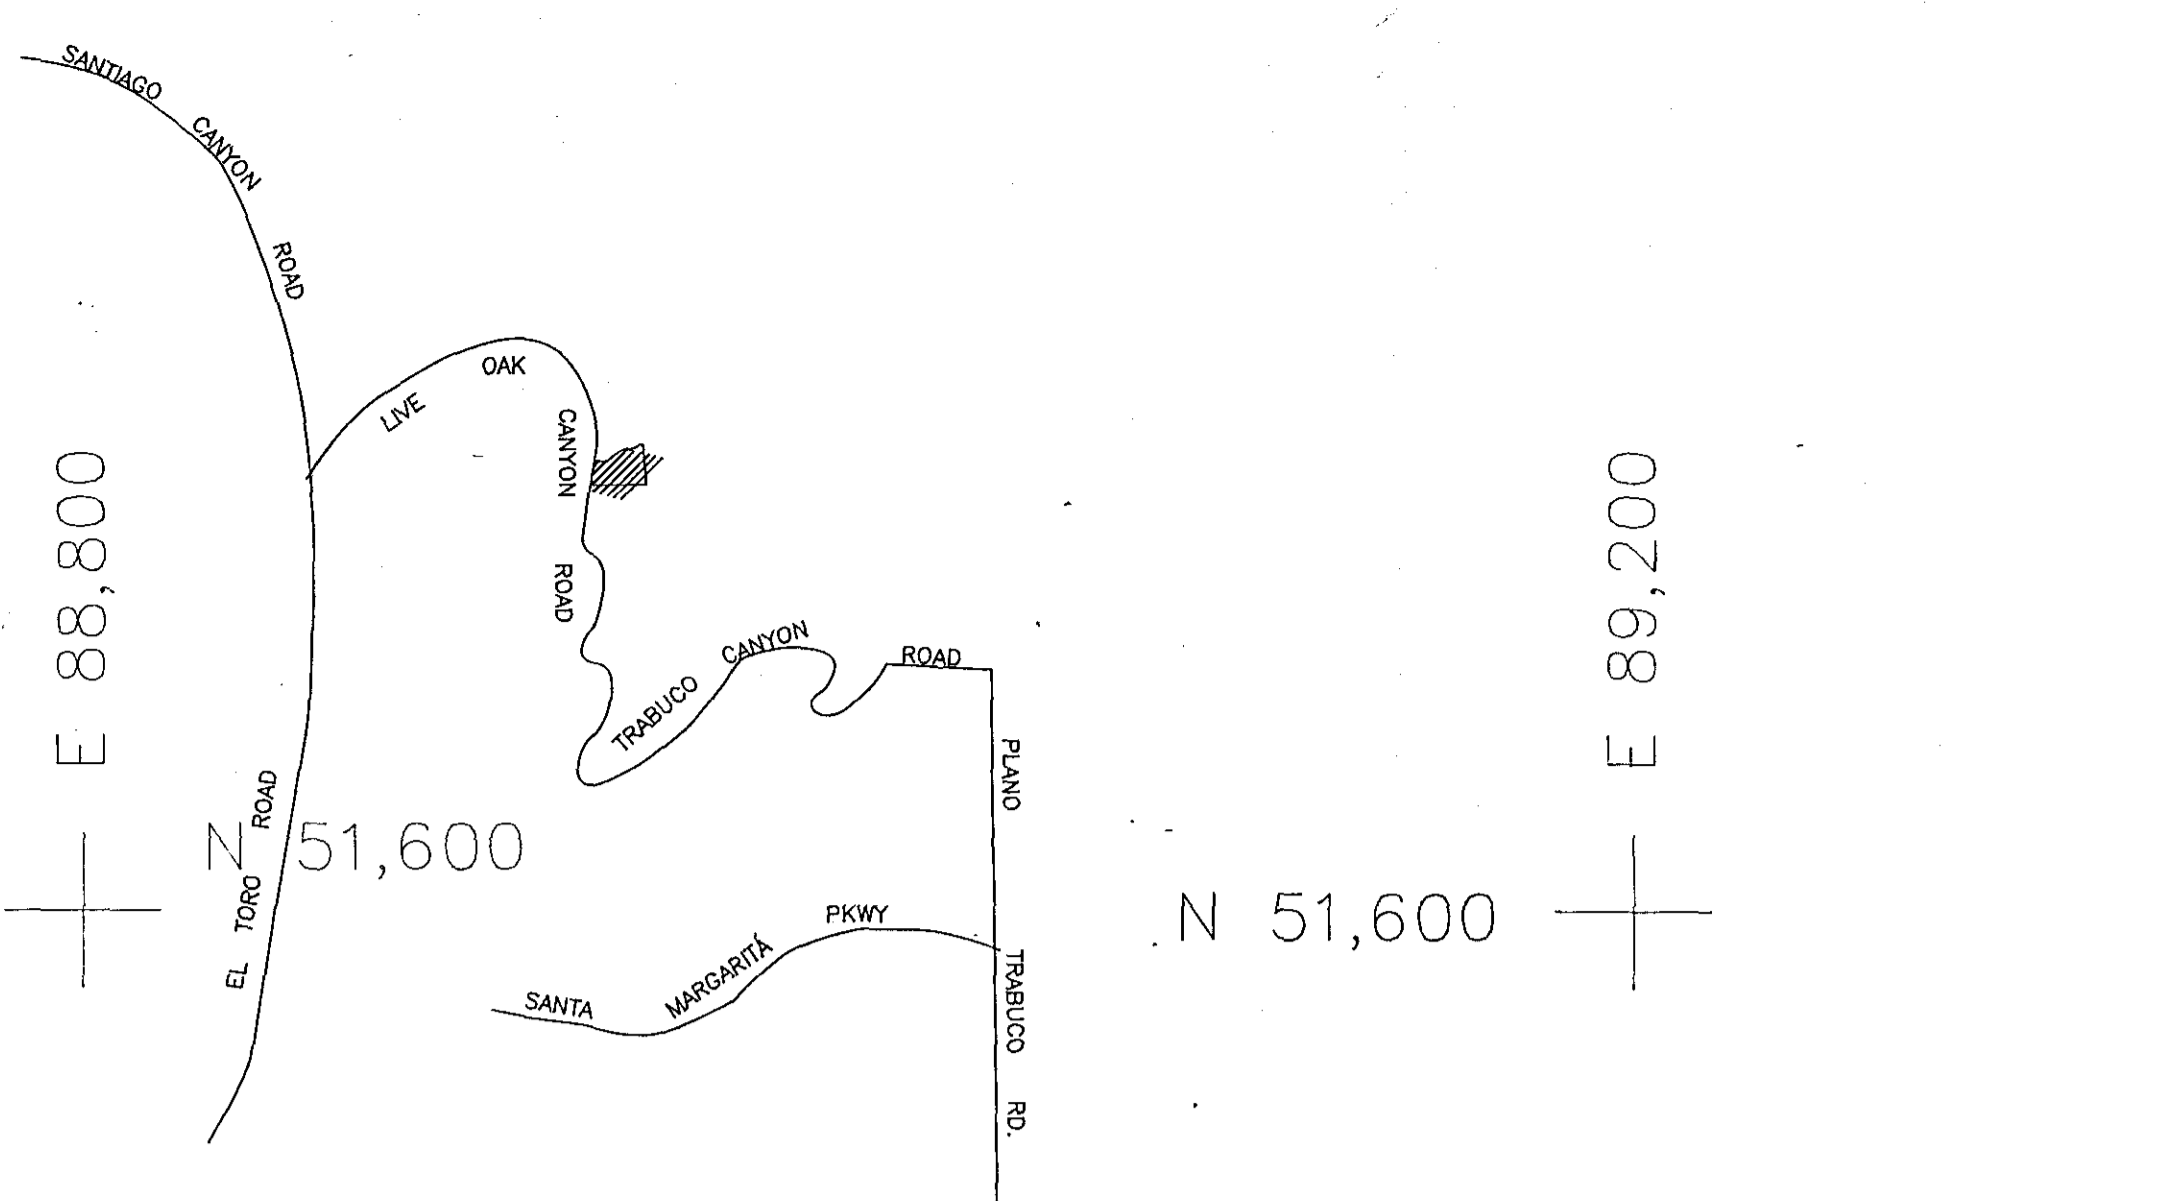 SANTIAGO CANYON ROAD
LIVE OAK CANYON ROAD
TRABUCO CANYON ROAD
PLANO TRABUCO RD.
EL TORO ROAD
SANTA MARGARITA PKWY
E 88,800
N 51,600
E 89,200
N 51,600